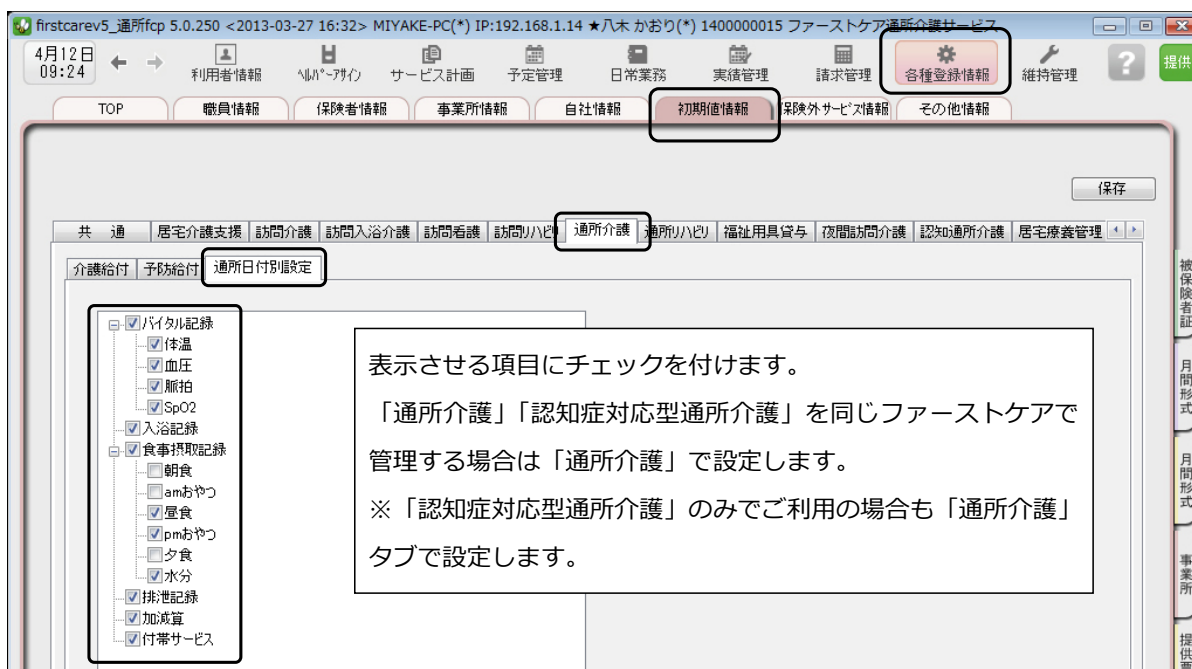 firstcarev5_通所fcp 5.0.250 <2013-03-27 16:32> MIYAKE-PC(*) IP:192.168.1.14 ★八木 かおり(*) 1400000015 ファーストケア通所介護サービス
4月12日
09:24
利用者情報 ﾍﾙﾊﾟｰｱｻｲﾝ サービス計画 予定管理 日常業務 実績管理 請求管理 各種登録情報 維持管理 ? 提供
TOP 職員情報 保険者情報 事業所情報 自社情報 初期値情報 保険外ｻｰﾋﾞｽ情報 その他情報
保存
共 通 居宅介護支援 訪問介護 訪問入浴介護 訪問看護 訪問ﾘﾊﾋﾞﾘ 通所介護 通所ﾘﾊﾋﾞﾘ 福祉用具貸与 夜間訪問介護 認知通所介護 居宅療養管理
介護給付 予防給付 通所日付別設定
バイタル記録
体温
血圧
脈拍
SpO2
入浴記録
食事摂取記録
朝食
amおやつ
昼食
pmおやつ
夕食
水分
排泄記録
加減算
付帯サービス
表示させる項目にチェックを付けます。
「通所介護」「認知症対応型通所介護」を同じファーストケアで
管理する場合は「通所介護」で設定します。
※「認知症対応型通所介護」のみでご利用の場合も「通所介護」
タブで設定します。
被保険者証
月間形式
月間形式
事業所
提供票